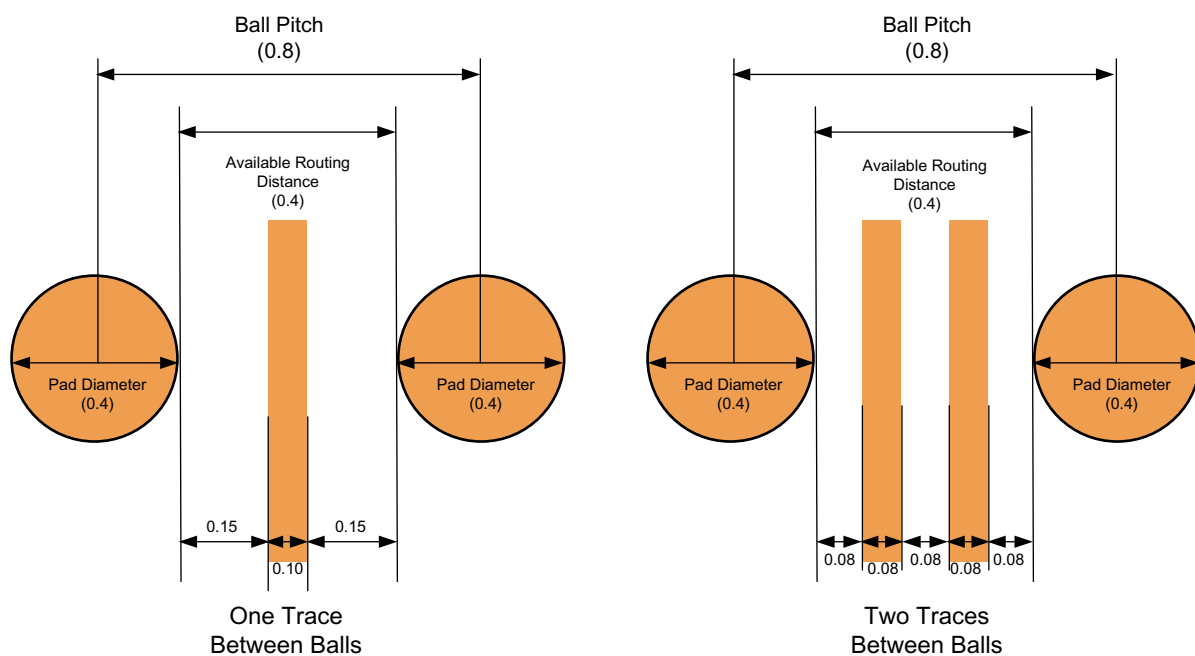 Ball Pitch
(0.8)
Available Routing
Distance
(0.4)
Pad Diameter
(0.4)
Pad Diameter
(0.4)
0.15
0.15
0.10
One Trace
Between Balls
Ball Pitch
(0.8)
Available Routing
Distance
(0.4)
Pad Diameter
(0.4)
Pad Diameter
(0.4)
0.08
0.08
0.08
0.08
0.08
Two Traces
Between Balls